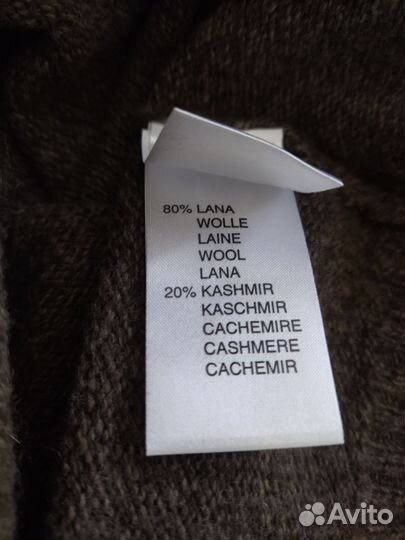 80% LANA
WOLLE
LAINE
WOOL
LANA
20% KASHMIR
KASCHMIR
CACHEMIRE
CASHMERE
CACHEMIR
Avito